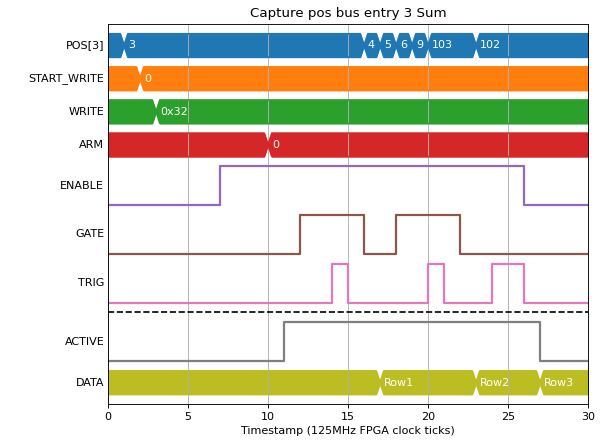 Capture pos bus entry 3 Sum
POS[3] 3 4 5 6 9 103 102
START_WRITE 0
WRITE 0x32
ARM 0
ENABLE
GATE
TRIG
ACTIVE
DATA Row1 Row2 Row3
0 5 10 15 20 25 30
Timestamp (125MHz FPGA clock ticks)